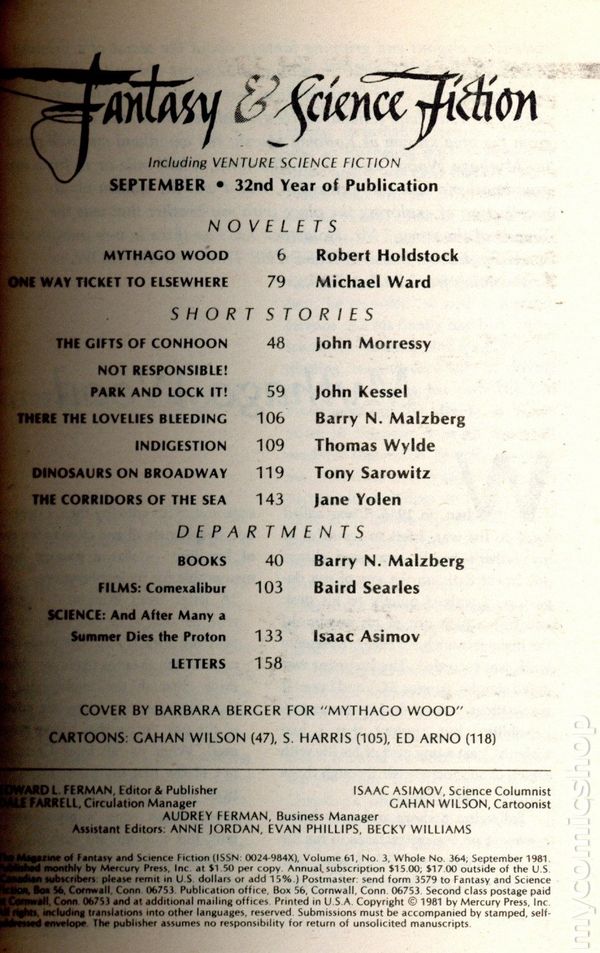 Fantasy & Science Fiction
Including VENTURE SCIENCE FICTION
SEPTEMBER • 32nd Year of Publication
NOVELETS
MYTHAGO WOOD 6 Robert Holdstock
ONE WAY TICKET TO ELSEWHERE 79 Michael Ward
SHORT STORIES
THE GIFTS OF CONHOON 48 John Morressy
NOT RESPONSIBLE!
PARK AND LOCK IT! 59 John Kessel
THERE THE LOVELIES BLEEDING 106 Barry N. Malzberg
INDIGESTION 109 Thomas Wylde
DINOSAURS ON BROADWAY 119 Tony Sarowitz
THE CORRIDORS OF THE SEA 143 Jane Yolen
DEPARTMENTS
BOOKS 40 Barry N. Malzberg
FILMS: Comexalibur 103 Baird Searles
SCIENCE: And After Many a
Summer Dies the Proton 133 Isaac Asimov
LETTERS 158
COVER BY BARBARA BERGER FOR "MYTHAGO WOOD"
CARTOONS: GAHAN WILSON (47), S. HARRIS (105), ED ARNO (118)
EDWARD L. FERMAN, Editor & Publisher ISAAC ASIMOV, Science Columnist
DALE FARRELL, Circulation Manager GAHAN WILSON, Cartoonist
AUDREY FERMAN, Business Manager
Assistant Editors: ANNE JORDAN, EVAN PHILLIPS, BECKY WILLIAMS
The Magazine of Fantasy and Science Fiction (ISSN: 0024-984X), Volume 61, No. 3, Whole No. 364; September 1981.
Published monthly by Mercury Press, Inc. at $1.50 per copy. Annual subscription $15.00; $17.00 outside of the U.S.
Canadian subscribers: please remit in U.S. dollars or add 15%.) Postmaster: send form 3579 to Fantasy and Science
Fiction, Box 56, Cornwall, Conn. 06753. Publication office, Box 56, Cornwall, Conn. 06753. Second class postage paid
at Cornwall, Conn. 06753 and at additional mailing offices. Printed in U.S.A. Copyright © 1981 by Mercury Press, Inc.
All rights, including translations into other languages, reserved. Submissions must be accompanied by stamped, self-
addressed envelope. The publisher assumes no responsibility for return of unsolicited manuscripts.
mycomicshop